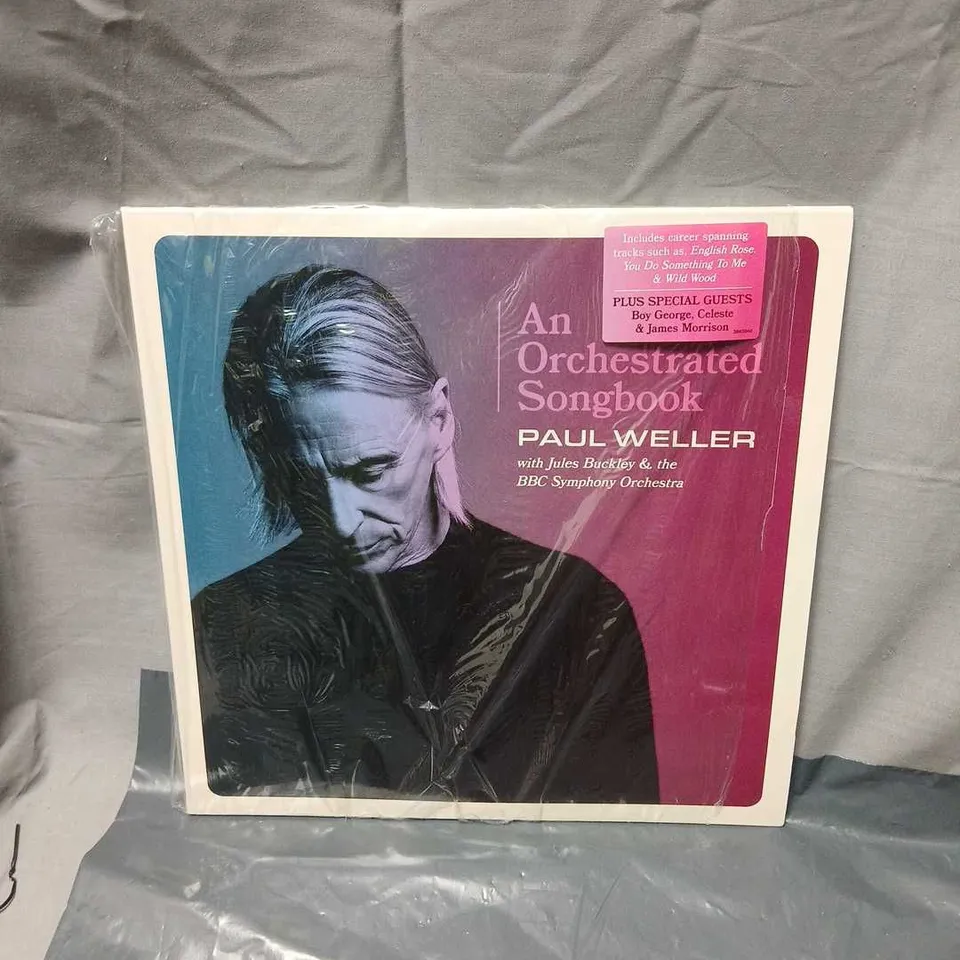 Includes career spanning
tracks such as, English Rose,
You Do Something To Me
& Wild Wood
PLUS SPECIAL GUESTS
Boy George, Celeste
& James Morrison
An
Orchestrated
Songbook
PAUL WELLER
with Jules Buckley & the
BBC Symphony Orchestra